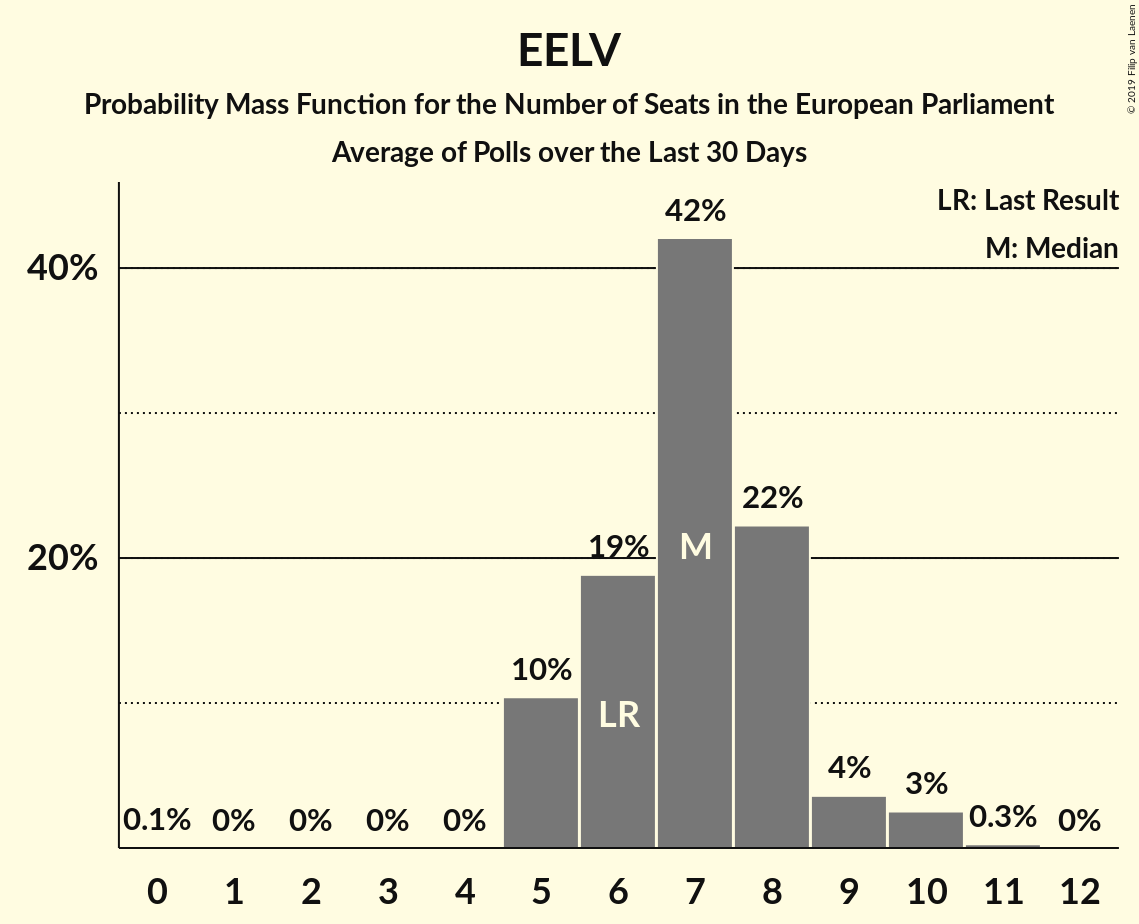 EELV
Probability Mass Function for the Number of Seats in the European Parliament
Average of Polls over the Last 30 Days
© 2019 Filip van Laenen
LR: Last Result
M: Median
40%
20%
0.1%
0%
0%
0%
0%
10%
19%
42%
22%
4%
3%
0.3%
0%
LR
M
0 1 2 3 4 5 6 7 8 9 10 11 12